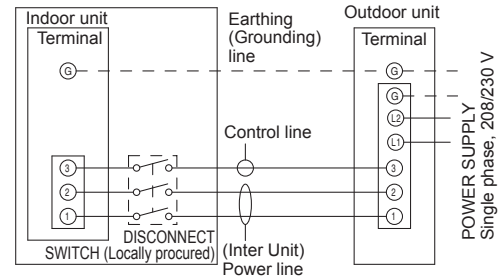 Indoor unit
Terminal
G
3
2
1
DISCONNECT
SWITCH (Locally procured)
Earthing
(Grounding)
line
Control line
(Inter Unit)
Power line
Outdoor unit
Terminal
G
G
L2
L1
3
2
1
POWER SUPPLY
Single phase, 208/230 V